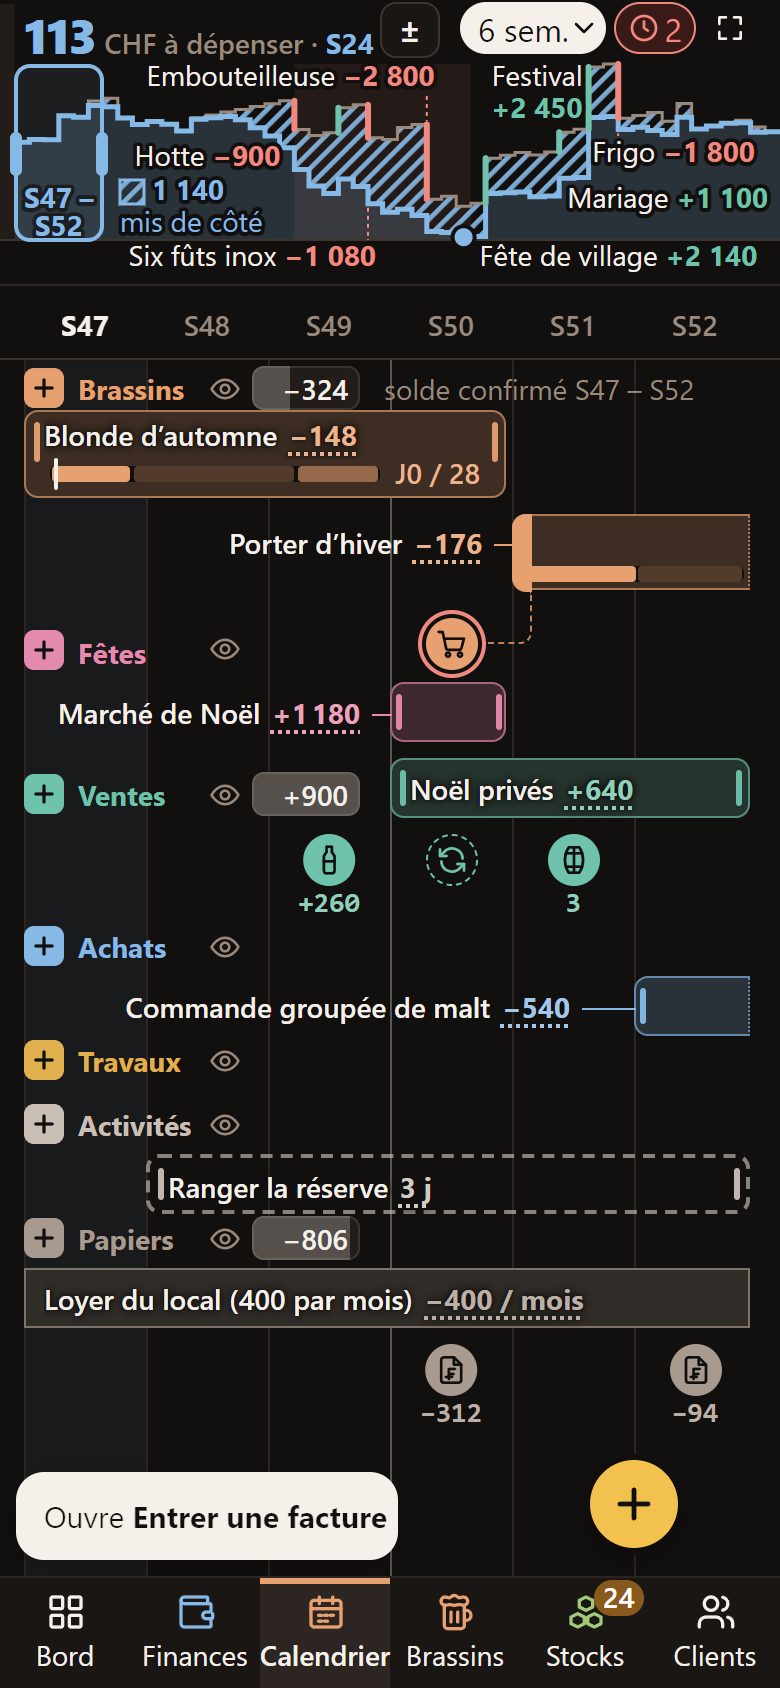 113 CHF à dépenser · S24
±
6 sem.
2
Embouteilleuse −2 800
Festival
+2 450
Hotte −900
Frigo −1 800
S47 –
S52
1 140
mis de côté
Mariage +1 100
Six fûts inox −1 080
Fête de village +2 140
S47 S48 S49 S50 S51 S52
Brassins −324 solde confirmé S47 – S52
Blonde d’automne −148
J0 / 28
Porter d’hiver −176
Fêtes
Marché de Noël +1 180
Ventes +900
Noël privés +640
+260
3
Achats
Commande groupée de malt −540
Travaux
Activités
Ranger la réserve 3 j
Papiers −806
Loyer du local (400 par mois) −400 / mois
−312
−94
Ouvre Entrer une facture
+
24
Bord Finances Calendrier Brassins Stocks Clients